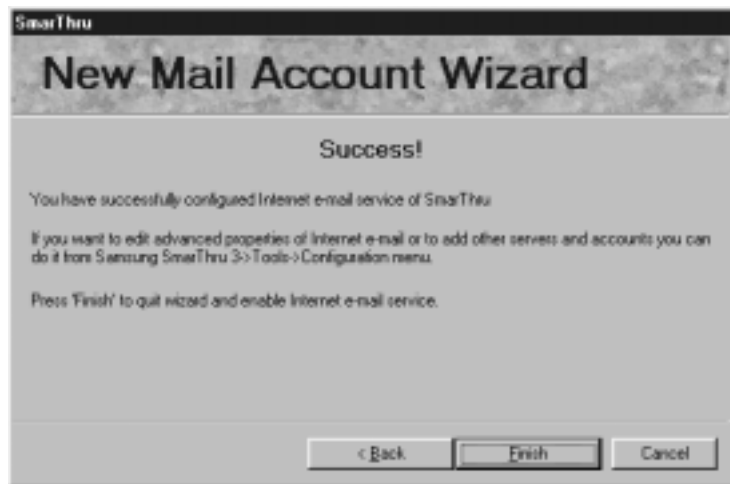 SmarThru
New Mail Account Wizard
Success!
You have successfully configured Internet e-mail service of SmarThru
If you want to edit advanced properties of Internet e-mail or to add other servers and accounts you can
do it from Samsung SmarThru 3->Tools->Configuration menu.
Press 'Finish' to quit wizard and enable Internet e-mail service.
< Back Finish Cancel